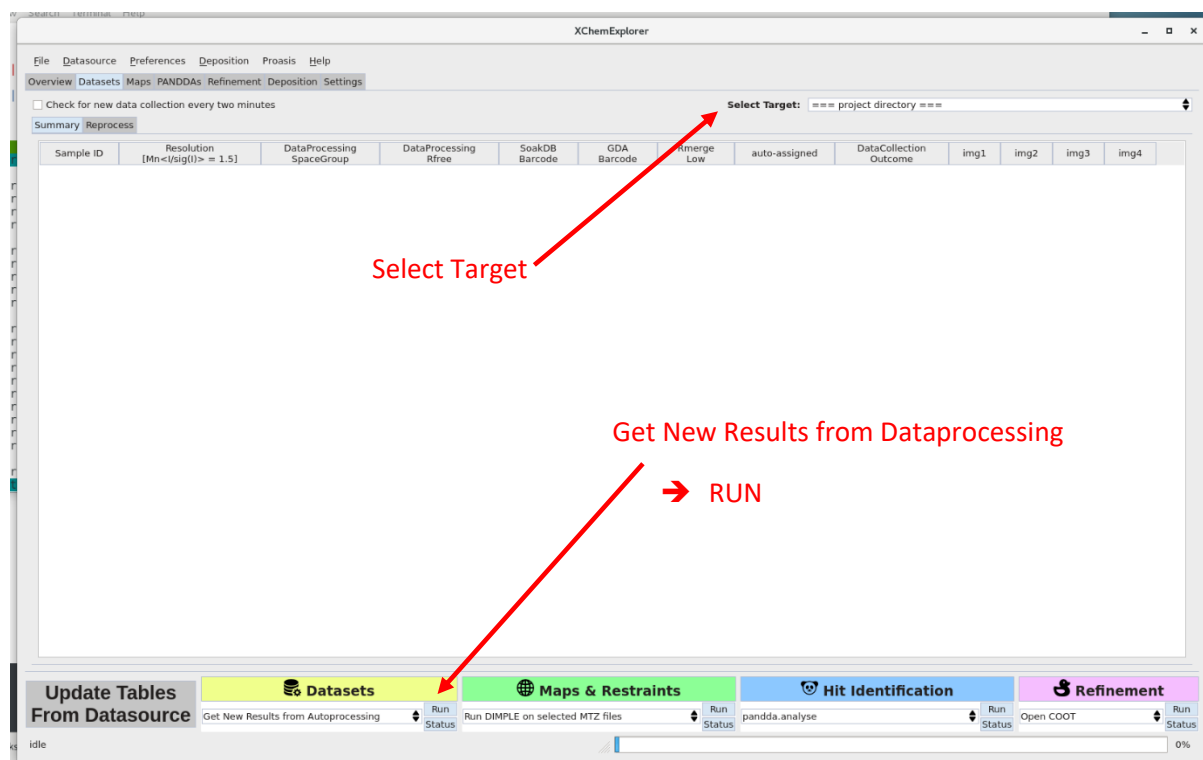 Search Terminal Help
XChemExplorer
File Datasource Preferences Deposition Proasis Help
Overview Datasets Maps PANDDAs Refinement Deposition Settings
Check for new data collection every two minutes
Select Target: === project directory ===
Summary Reprocess
Sample ID
Resolution
[Mn<I/sig(I)> = 1.5]
DataProcessing
SpaceGroup
DataProcessing
Rfree
SoakDB
Barcode
GDA
Barcode
Rmerge
Low
auto-assigned
DataCollection
Outcome
img1
img2
img3
img4
Select Target
Get New Results from Dataprocessing
➔ RUN
Update Tables
From Datasource
Datasets
Get New Results from Autoprocessing
Run
Status
Maps & Restraints
Run DIMPLE on selected MTZ files
Run
Status
Hit Identification
pandda.analyse
Run
Status
Refinement
Open COOT
Run
Status
idle
0%